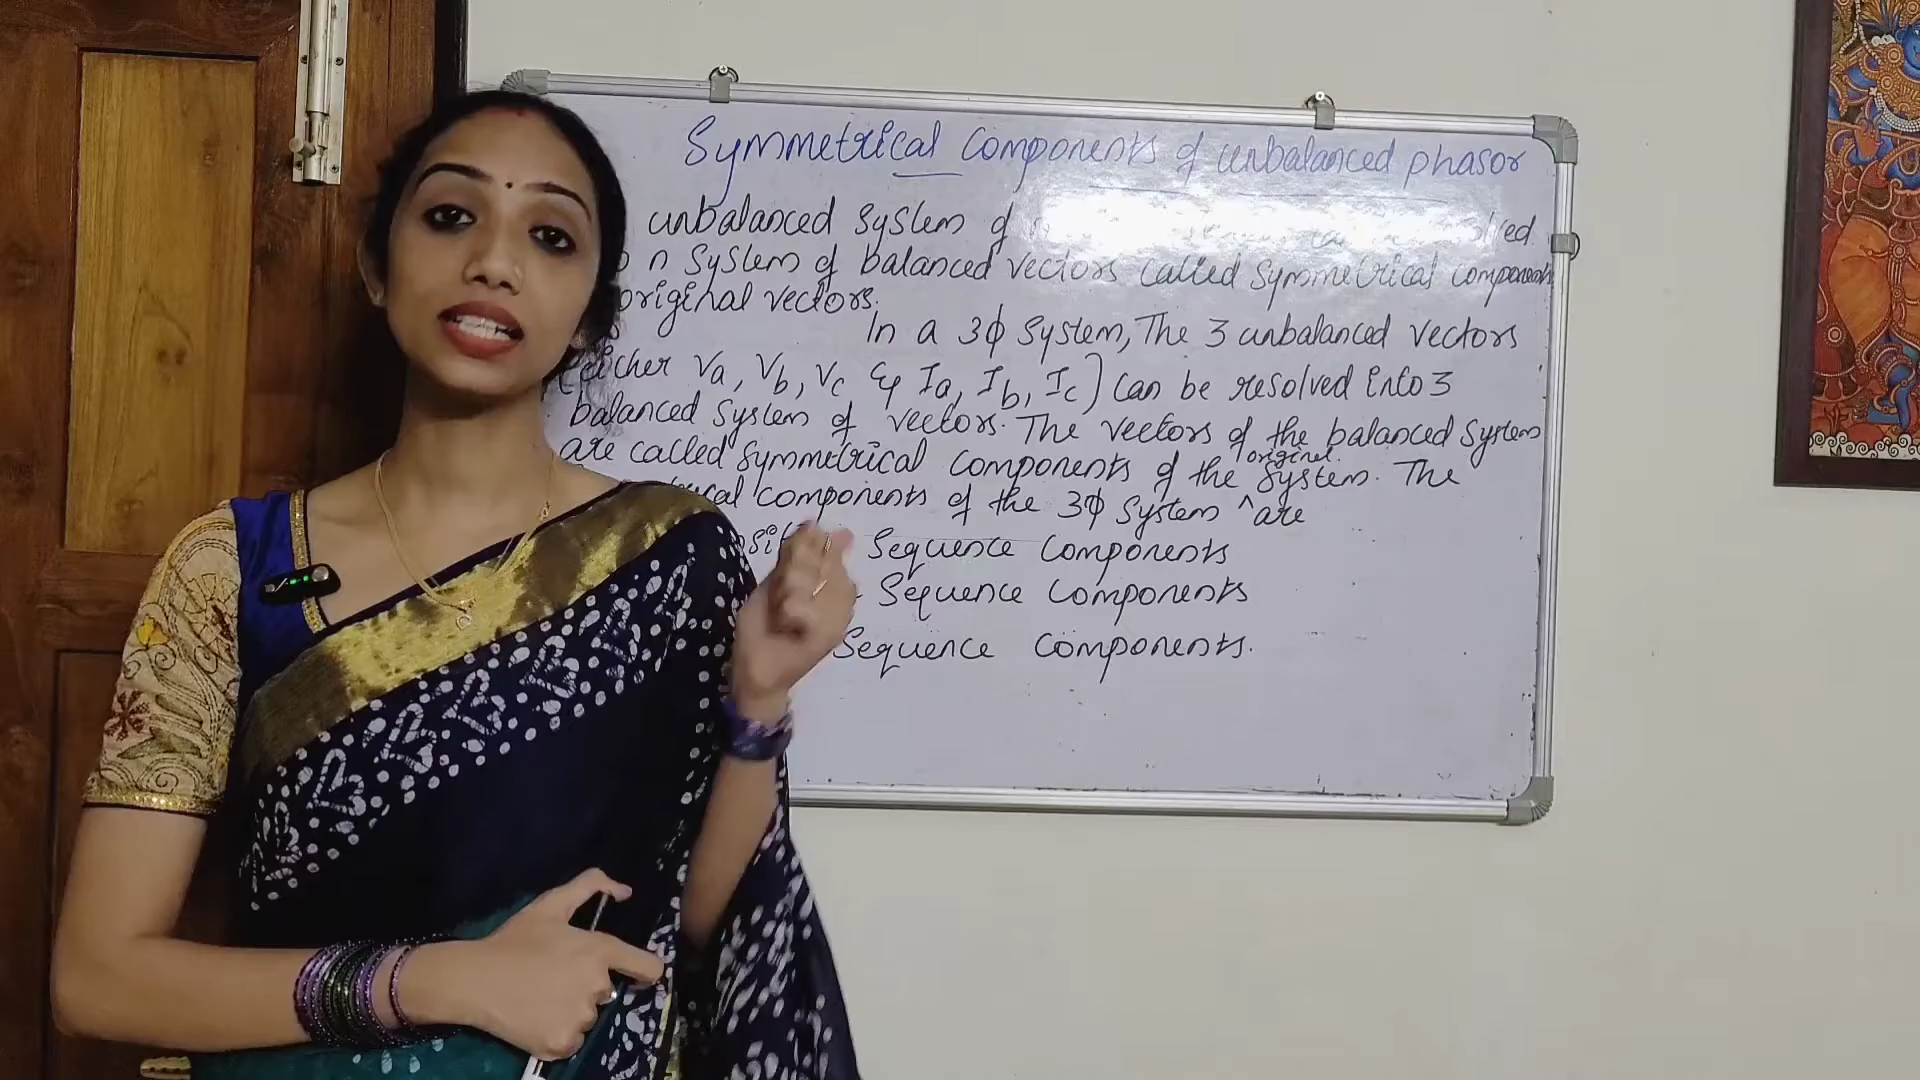 Symmetrical Components of unbalanced phasor
unbalanced system of
n system of balanced vectors called symmetrical components
original vectors.
In a 3ϕ system, The 3 unbalanced vectors
Va, Vb, Vc & Ia, Ib, Ic) can be resolved into 3
balanced system of vectors. The vectors of the balanced system
are called symmetrical components of the system. The
components of the 3ϕ system ^ original are
Sequence Components
Sequence Components
Sequence Components.